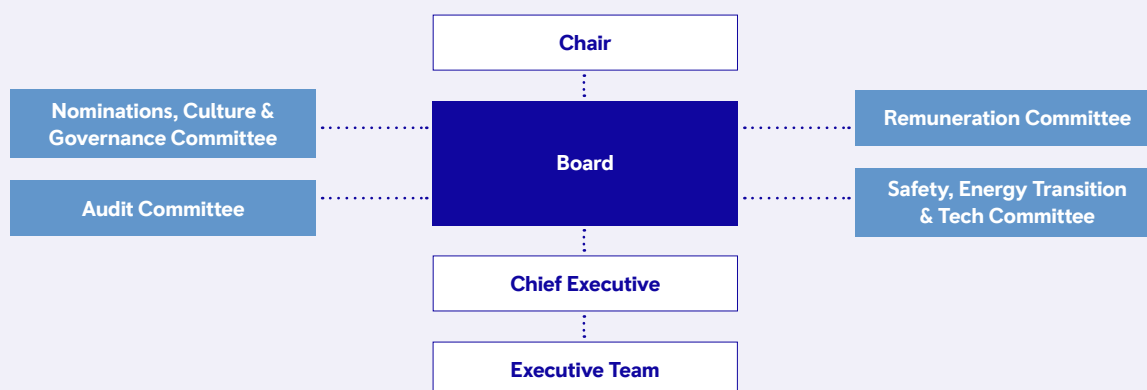 Chair
Nominations, Culture &
Governance Committee
Remuneration Committee
Board
Audit Committee
Safety, Energy Transition
& Tech Committee
Chief Executive
Executive Team